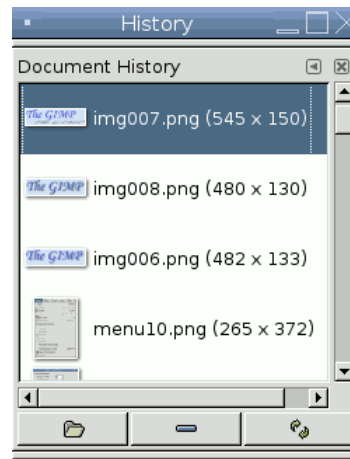 History
Document History
The GIMP img007.png (545 x 150)
The GIMP img008.png (480 x 130)
The GIMP img006.png (482 x 133)
menu10.png (265 x 372)